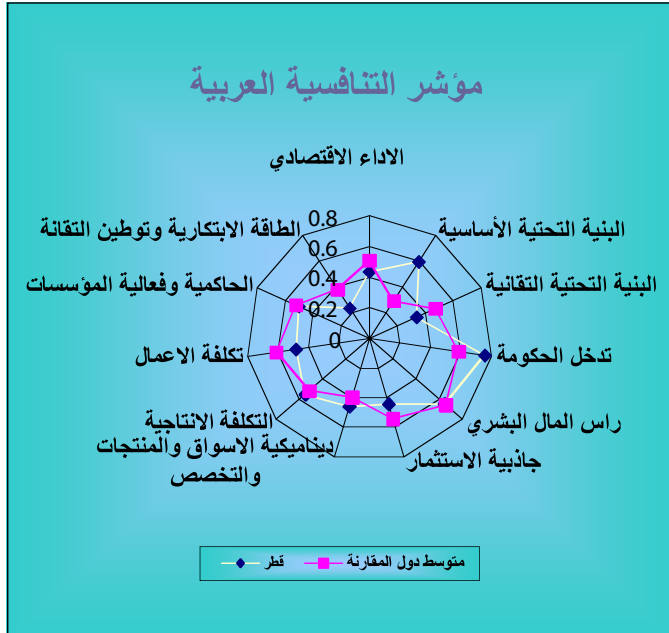 مؤشر التنافسية العربية
الاداء الاقتصادي
البنية التحتية الأساسية
الطاقة الابتكارية وتوطين التقانة
البنية التحتية التقانية
الحاكمية وفعالية المؤسسات
تدخل الحكومة
تكلفة الاعمال
راس المال البشري
التكلفة الانتاجية
جاذبية الاستثمار
ديناميكية الاسواق والمنتجات
والتخصص
0.8
0.6
0.4
0.2
0
قطر
متوسط دول المقارنة